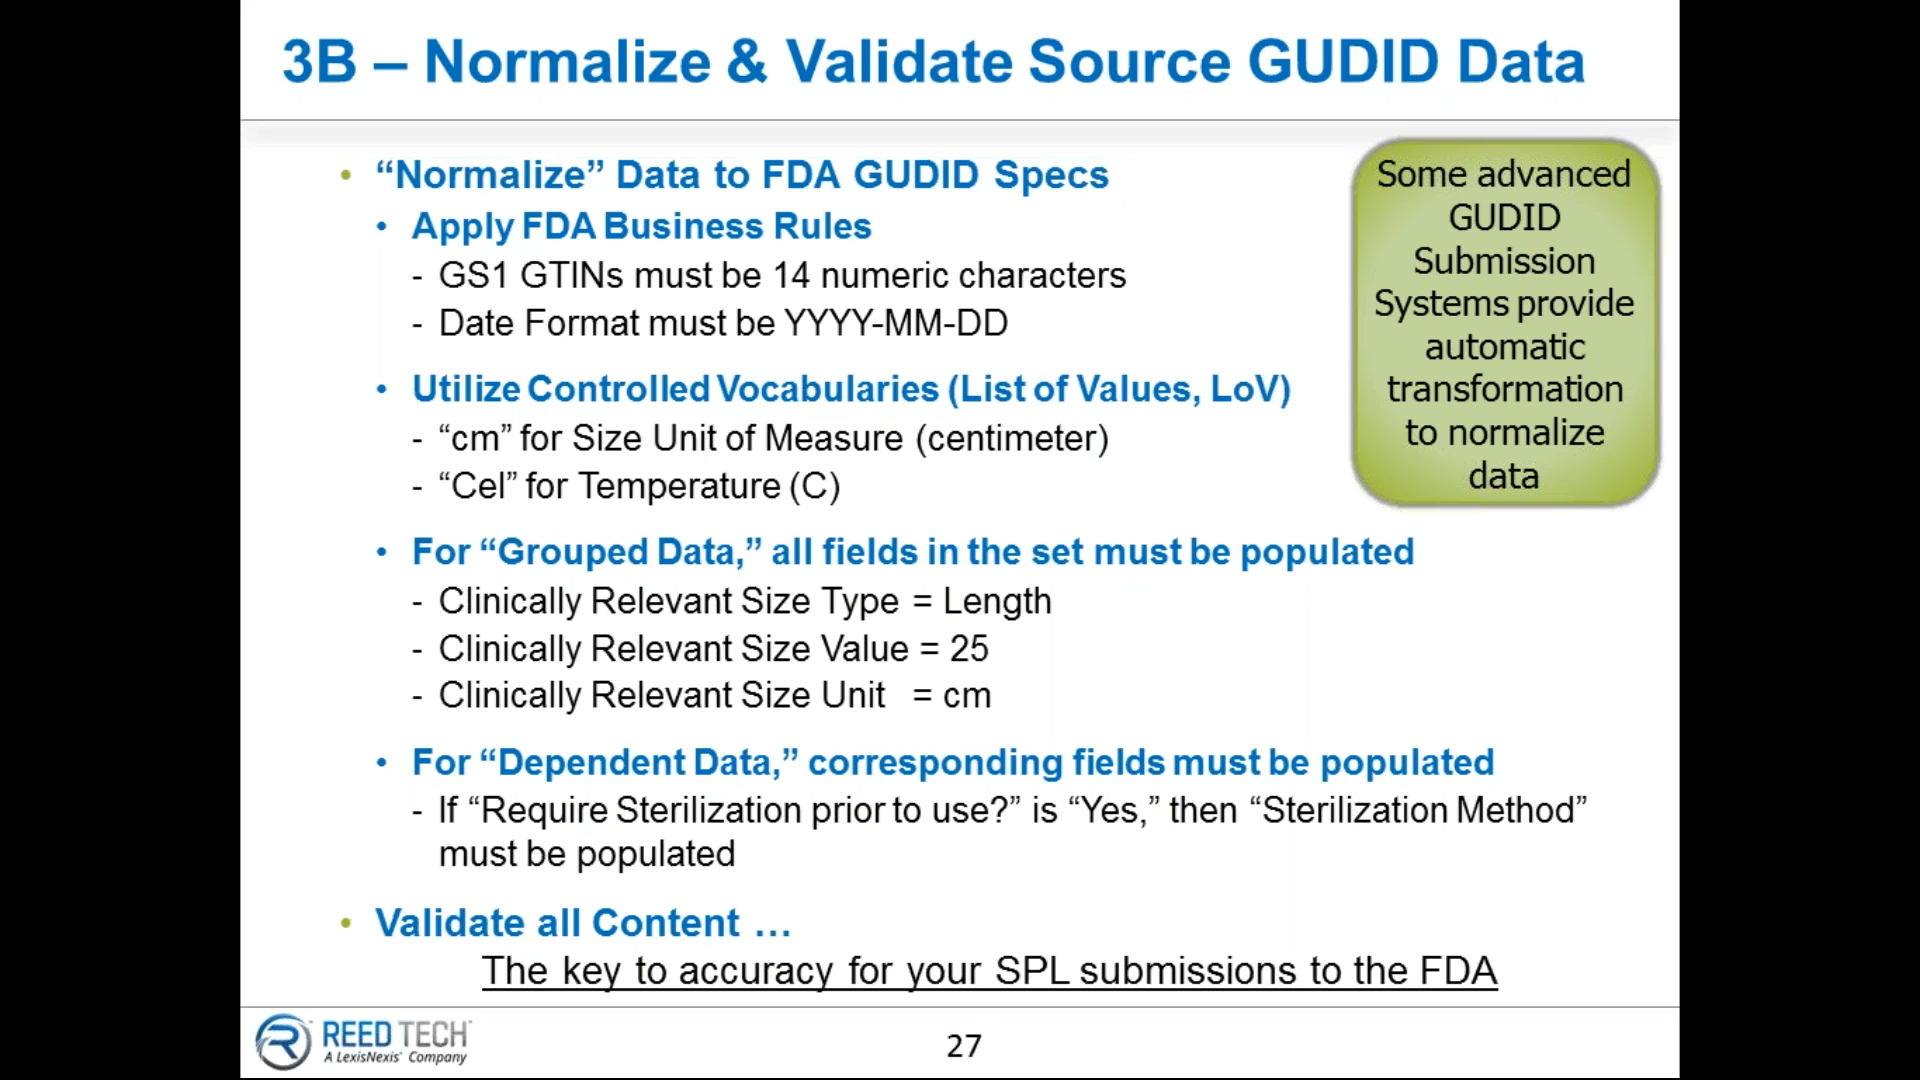 3B – Normalize & Validate Source GUDID Data
• “Normalize” Data to FDA GUDID Specs
• Apply FDA Business Rules
- GS1 GTINs must be 14 numeric characters
- Date Format must be YYYY-MM-DD
• Utilize Controlled Vocabularies (List of Values, LoV)
- “cm” for Size Unit of Measure (centimeter)
- “Cel” for Temperature (C)
• For “Grouped Data,” all fields in the set must be populated
- Clinically Relevant Size Type = Length
- Clinically Relevant Size Value = 25
- Clinically Relevant Size Unit = cm
• For “Dependent Data,” corresponding fields must be populated
- If “Require Sterilization prior to use?” is “Yes,” then “Sterilization Method”
must be populated
• Validate all Content …
The key to accuracy for your SPL submissions to the FDA
Some advanced
GUDID
Submission
Systems provide
automatic
transformation
to normalize
data
REED TECH™
A LexisNexis® Company
27